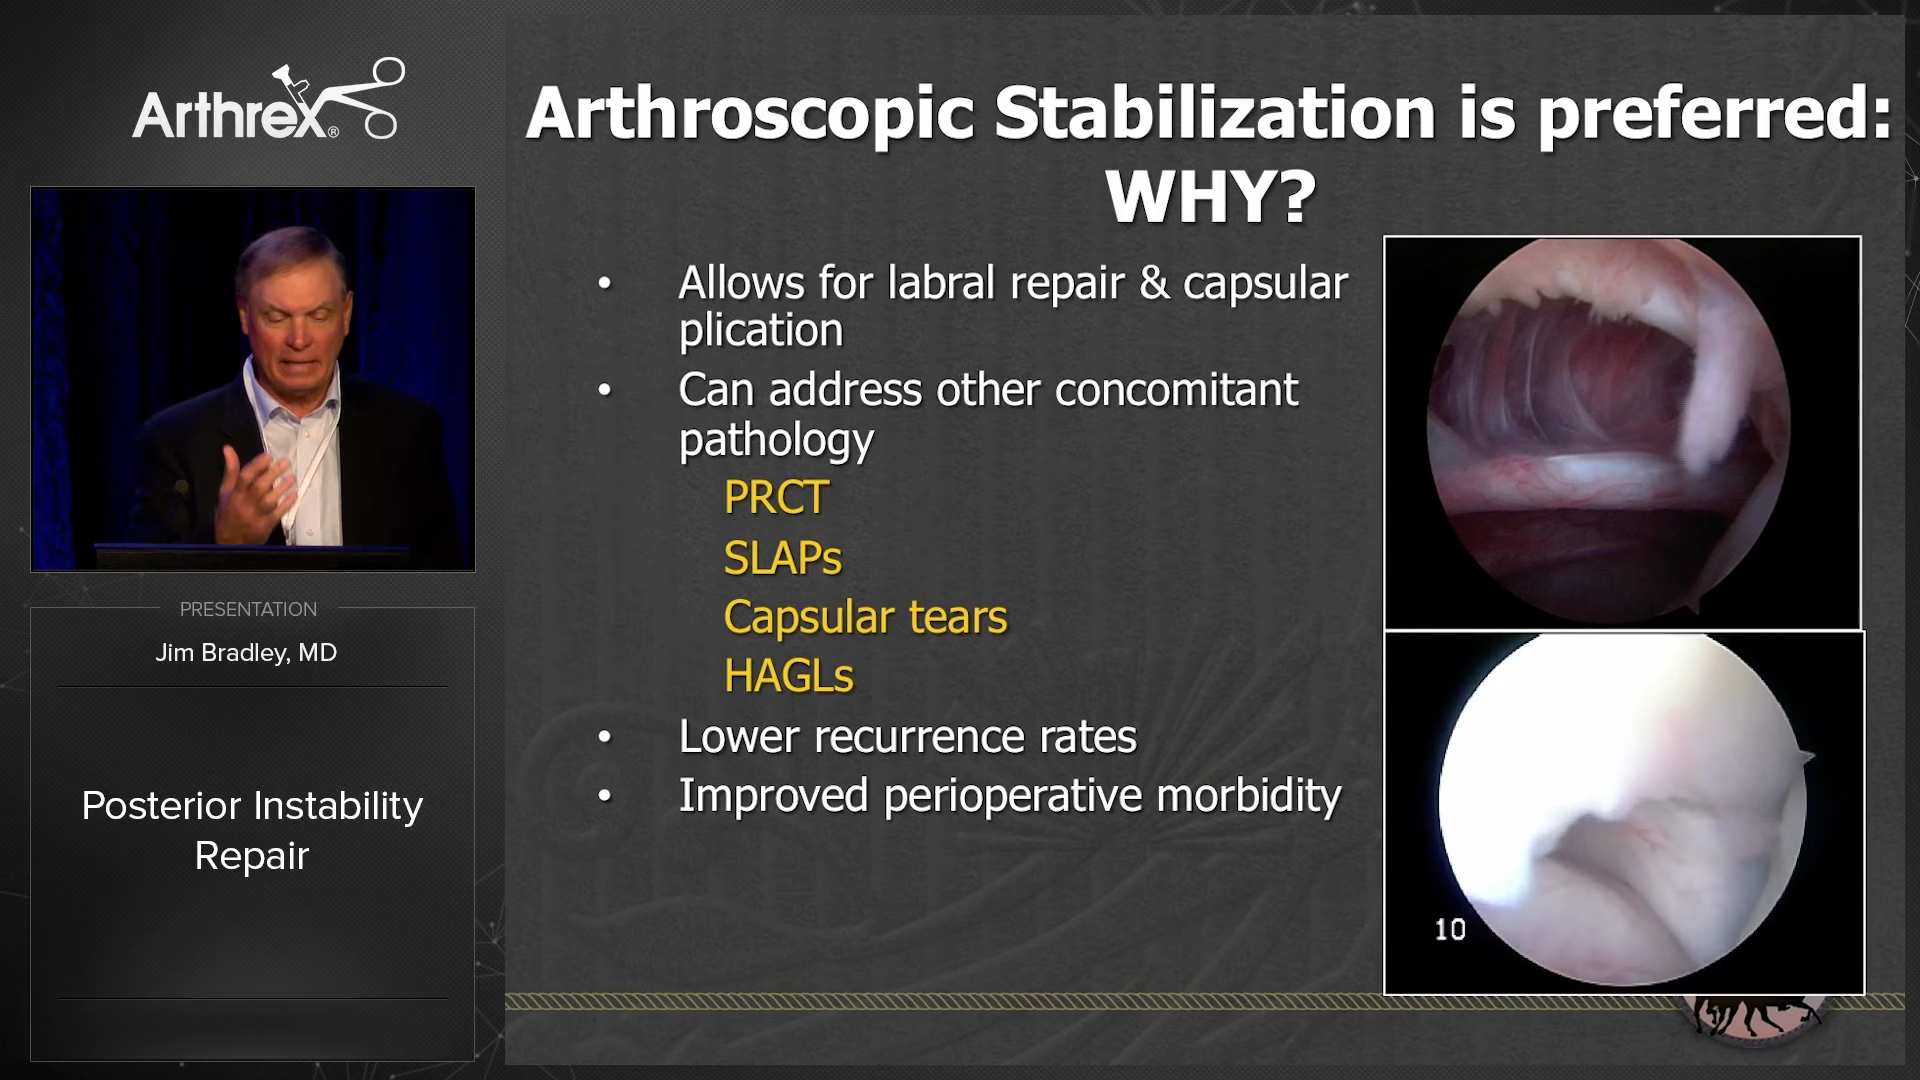 Arthrex®
PRESENTATION
Jim Bradley, MD
Posterior Instability
Repair
Arthroscopic Stabilization is preferred:
WHY?
• Allows for labral repair & capsular
plication
• Can address other concomitant
pathology
PRCT
SLAPs
Capsular tears
HAGLs
• Lower recurrence rates
• Improved perioperative morbidity
10